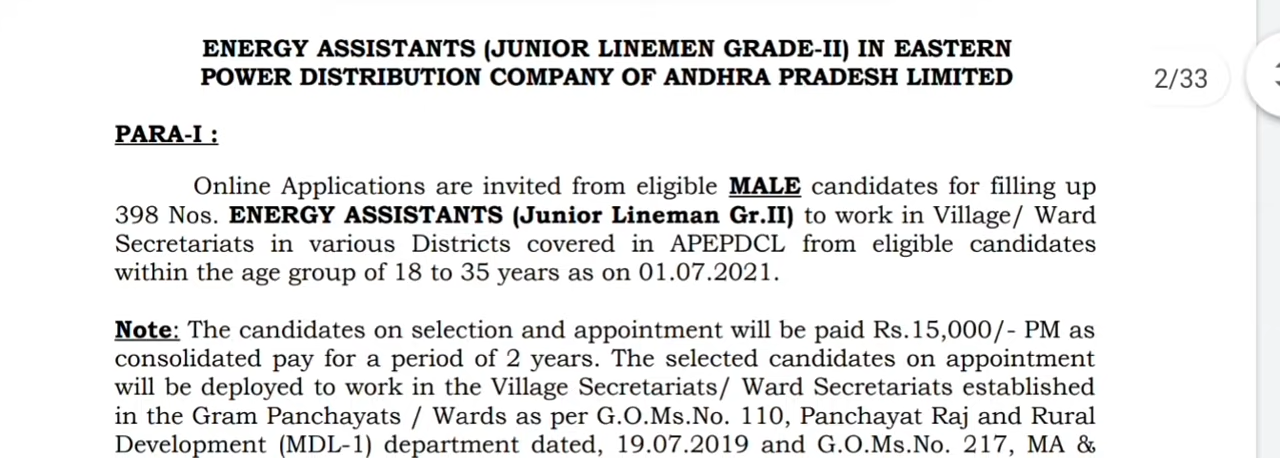 ENERGY ASSISTANTS (JUNIOR LINEMEN GRADE-II) IN EASTERN
POWER DISTRIBUTION COMPANY OF ANDHRA PRADESH LIMITED
2/33
PARA-I :
Online Applications are invited from eligible MALE candidates for filling up
398 Nos. ENERGY ASSISTANTS (Junior Lineman Gr.II) to work in Village/ Ward
Secretariats in various Districts covered in APEPDCL from eligible candidates
within the age group of 18 to 35 years as on 01.07.2021.
Note: The candidates on selection and appointment will be paid Rs.15,000/- PM as
consolidated pay for a period of 2 years. The selected candidates on appointment
will be deployed to work in the Village Secretariats/ Ward Secretariats established
in the Gram Panchayats / Wards as per G.O.Ms.No. 110, Panchayat Raj and Rural
Development (MDL-1) department dated, 19.07.2019 and G.O.Ms.No. 217, MA &